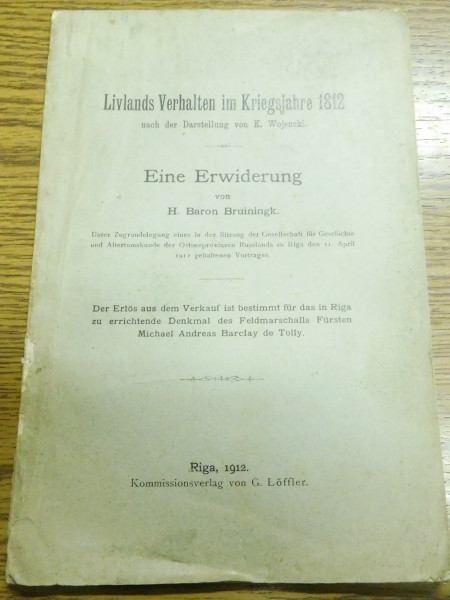 Livlands Verhalten im Kriegsjahre 1812
nach der Darstellung von K. Wojenski.
Eine Erwiderung
von
H. Baron Bruiningk.
Unter Zugrundelegung eines in der Sitzung der Gesellschaft für Geschichte
und Altertumskunde der Ostseeprovinzen Russlands zu Riga den 11. April
1912 gehaltenen Vortrages.
Der Erlös aus dem Verkauf ist bestimmt für das in Riga
zu errichtende Denkmal des Feldmarschalls Fürsten
Michael Andreas Barclay de Tolly.
Riga, 1912.
Kommissionsverlag von G. Löffler.